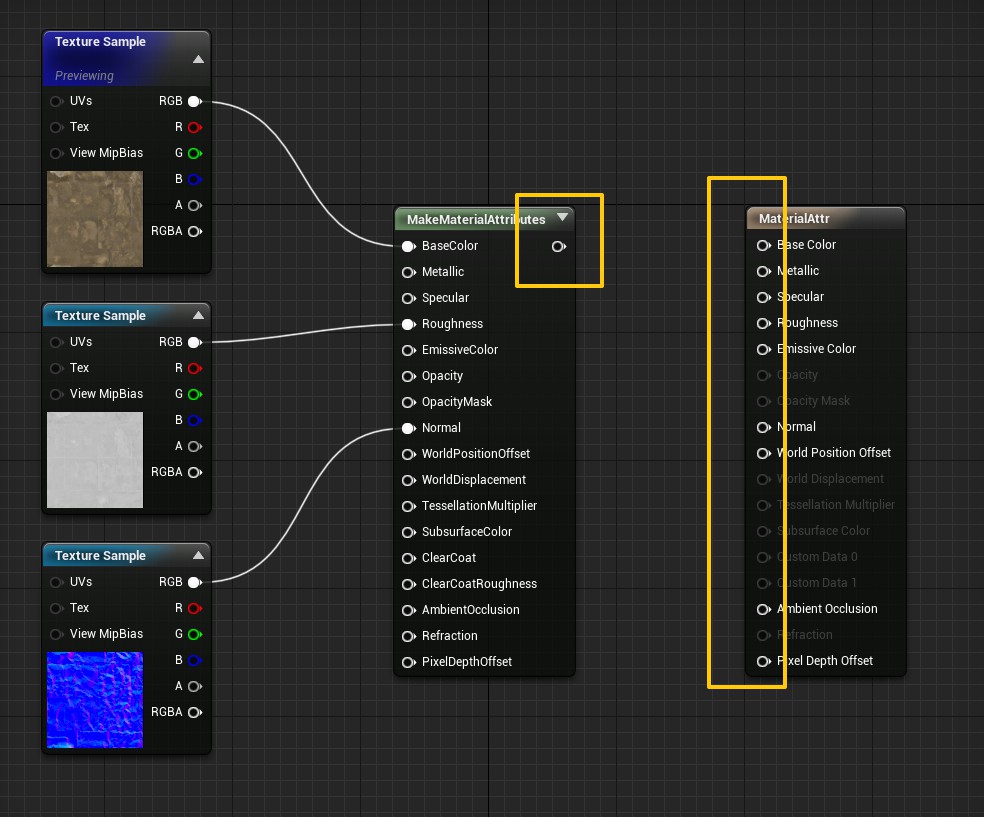 Texture Sample
Previewing
UVs RGB
Tex R
View MipBias G
B
A
RGBA
Texture Sample
UVs RGB
Tex R
View MipBias G
B
A
RGBA
Texture Sample
UVs RGB
Tex R
View MipBias G
B
A
RGBA
MakeMaterialAttributes
BaseColor
Metallic
Specular
Roughness
EmissiveColor
Opacity
OpacityMask
Normal
WorldPositionOffset
WorldDisplacement
TessellationMultiplier
SubsurfaceColor
ClearCoat
ClearCoatRoughness
AmbientOcclusion
Refraction
PixelDepthOffset
MaterialAttr
Base Color
Metallic
Specular
Roughness
Emissive Color
Opacity
Opacity Mask
Normal
World Position Offset
World Displacement
Tessellation Multiplier
Subsurface Color
Custom Data 0
Custom Data 1
Ambient Occlusion
Refraction
Pixel Depth Offset